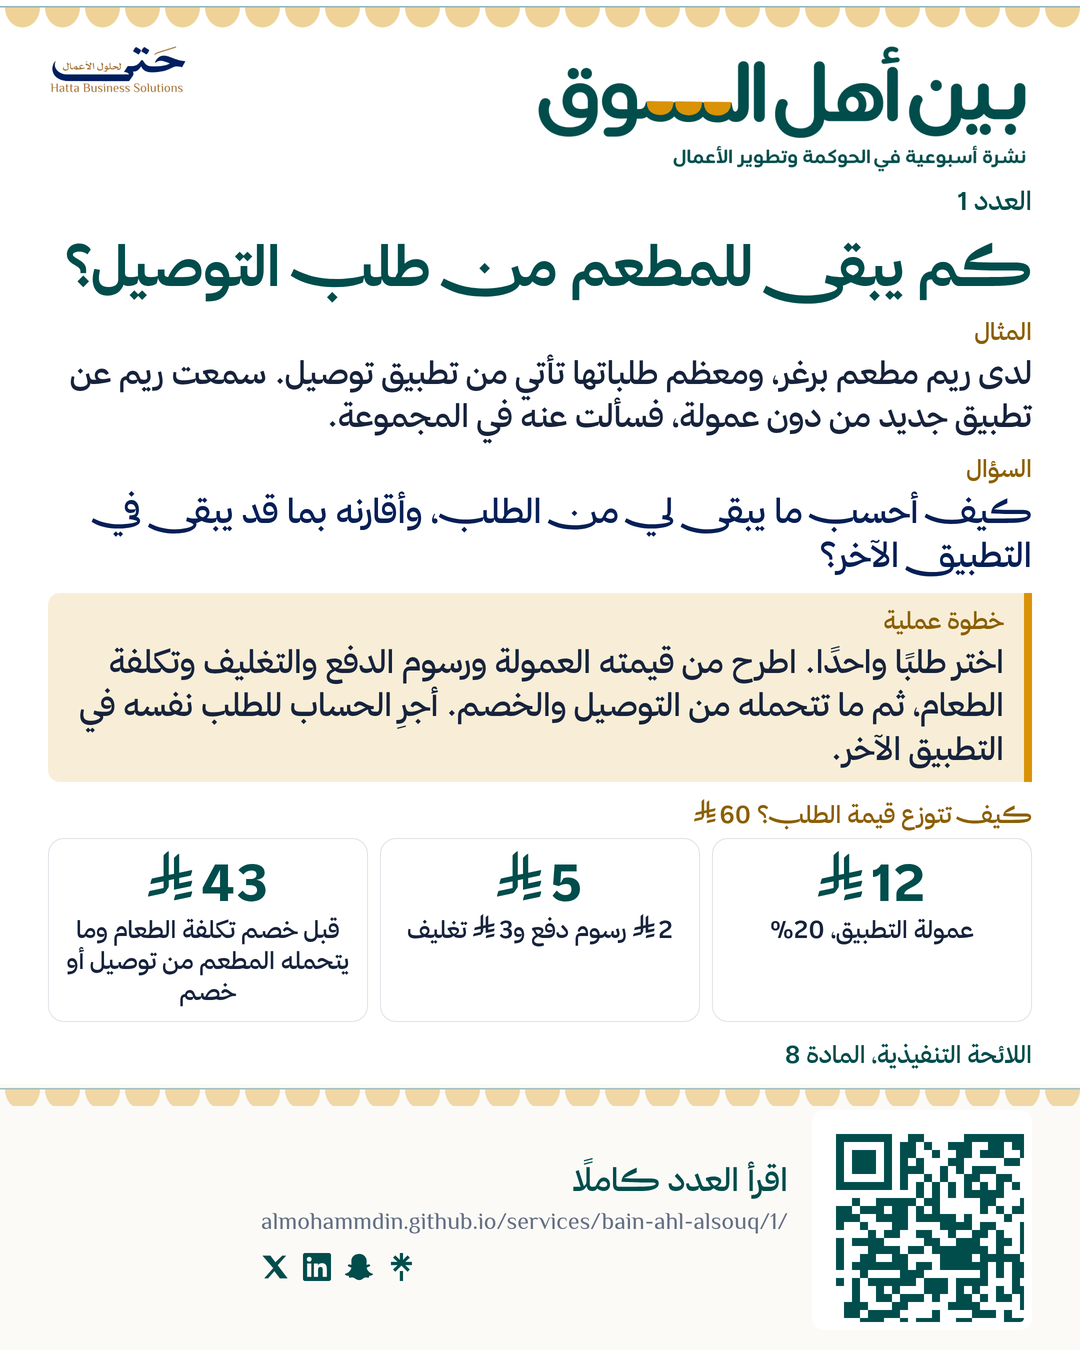 حتى
لحلول الأعمال
Hatta Business Solutions
بين أهل السوق
نشرة أسبوعية في الحوكمة وتطوير الأعمال
العدد 1
كم يبقى للمطعم من طلب التوصيل؟
المثال
لدى ريم مطعم برغر، ومعظم طلباتها تأتي من تطبيق توصيل. سمعت ريم عن
تطبيق جديد من دون عمولة، فسألت عنه في المجموعة.
السؤال
كيف أحسب ما يبقى لي من الطلب، وأقارنه بما قد يبقى في
التطبيق الآخر؟
خطوة عملية
اختر طلبًا واحدًا. اطرح من قيمته العمولة ورسوم الدفع والتغليف وتكلفة
الطعام، ثم ما تتحمله من التوصيل والخصم. أجرِ الحساب للطلب نفسه في
التطبيق الآخر.
كيف تتوزع قيمة الطلب؟ 60 ⃁
12 ⃁
عمولة التطبيق، 20%
5 ⃁
2 ⃁ رسوم دفع و3 ⃁ تغليف
43 ⃁
قبل خصم تكلفة الطعام وما
يتحمله المطعم من توصيل أو
خصم
اللائحة التنفيذية، المادة 8
اقرأ العدد كاملًا
almohammdin.github.io/services/bain-ahl-alsouq/1/